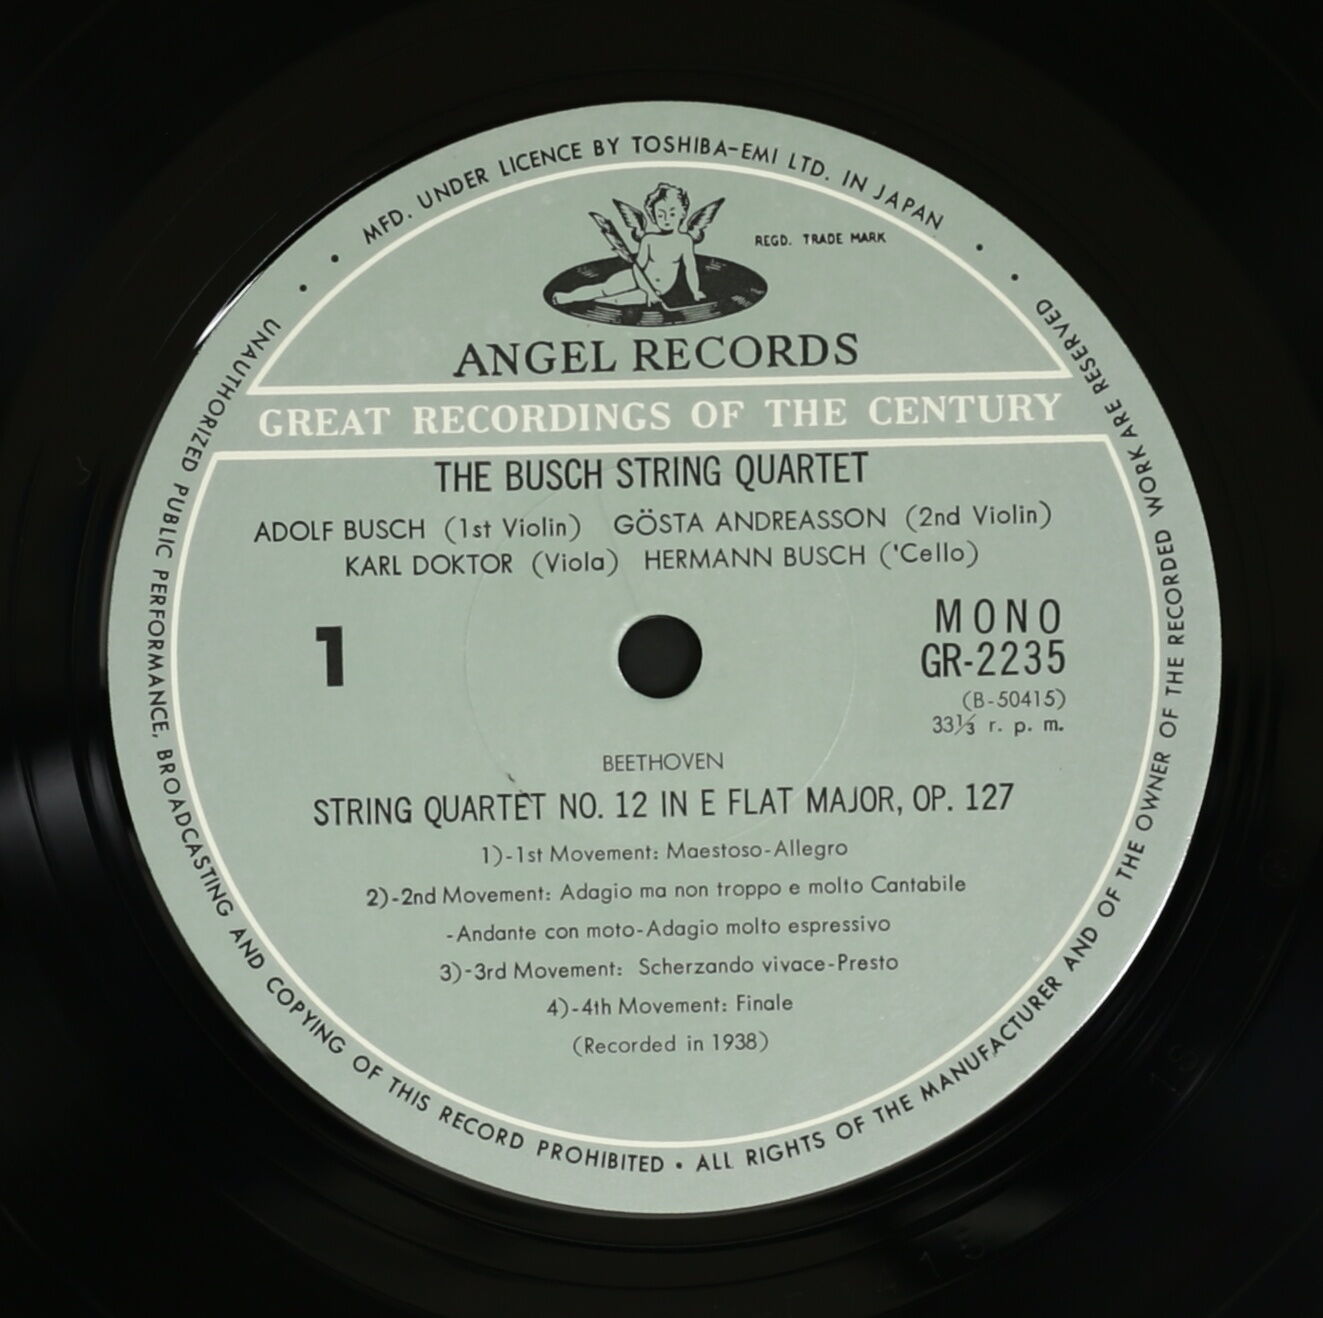 MFD. UNDER LICENCE BY TOSHIBA-EMI LTD. IN JAPAN
REGD. TRADE MARK
ANGEL RECORDS
GREAT RECORDINGS OF THE CENTURY
THE BUSCH STRING QUARTET
ADOLF BUSCH (1st Violin) GÖSTA ANDREASSON (2nd Violin)
KARL DOKTOR (Viola) HERMANN BUSCH ('Cello)
1
MONO
GR-2235
(B-50415)
33⅓ r. p. m.
BEETHOVEN
STRING QUARTET NO. 12 IN E FLAT MAJOR, OP. 127
1)-1st Movement: Maestoso-Allegro
2)-2nd Movement: Adagio ma non troppo e molto Cantabile
-Andante con moto-Adagio molto espressivo
3)-3rd Movement: Scherzando vivace-Presto
4)-4th Movement: Finale
(Recorded in 1938)
UNAUTHORIZED PUBLIC PERFORMANCE, BROADCASTING AND COPYING OF THIS RECORD PROHIBITED • ALL RIGHTS OF THE MANUFACTURER AND OF THE OWNER OF THE RECORDED WORK ARE RESERVED